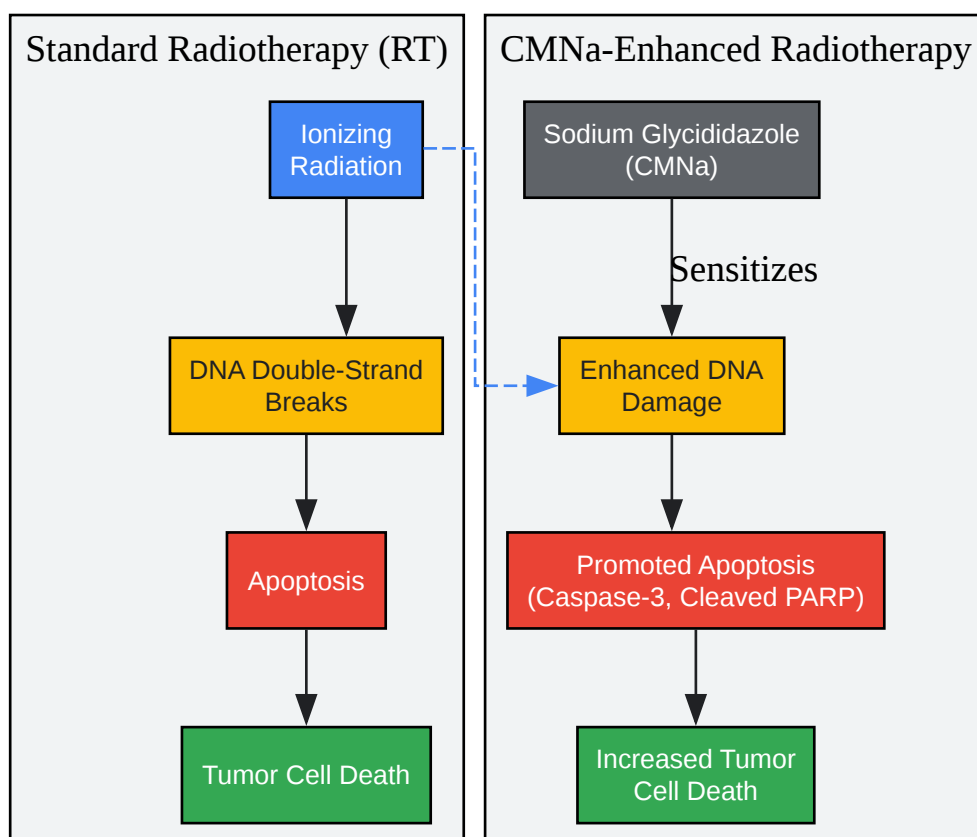 Standard Radiotherapy (RT)
Ionizing
Radiation
DNA Double-Strand
Breaks
Apoptosis
Tumor Cell Death
CMNa-Enhanced Radiotherapy
Sodium Glycididazole
(CMNa)
Sensitizes
Enhanced DNA
Damage
Promoted Apoptosis
(Caspase-3, Cleaved PARP)
Increased Tumor
Cell Death